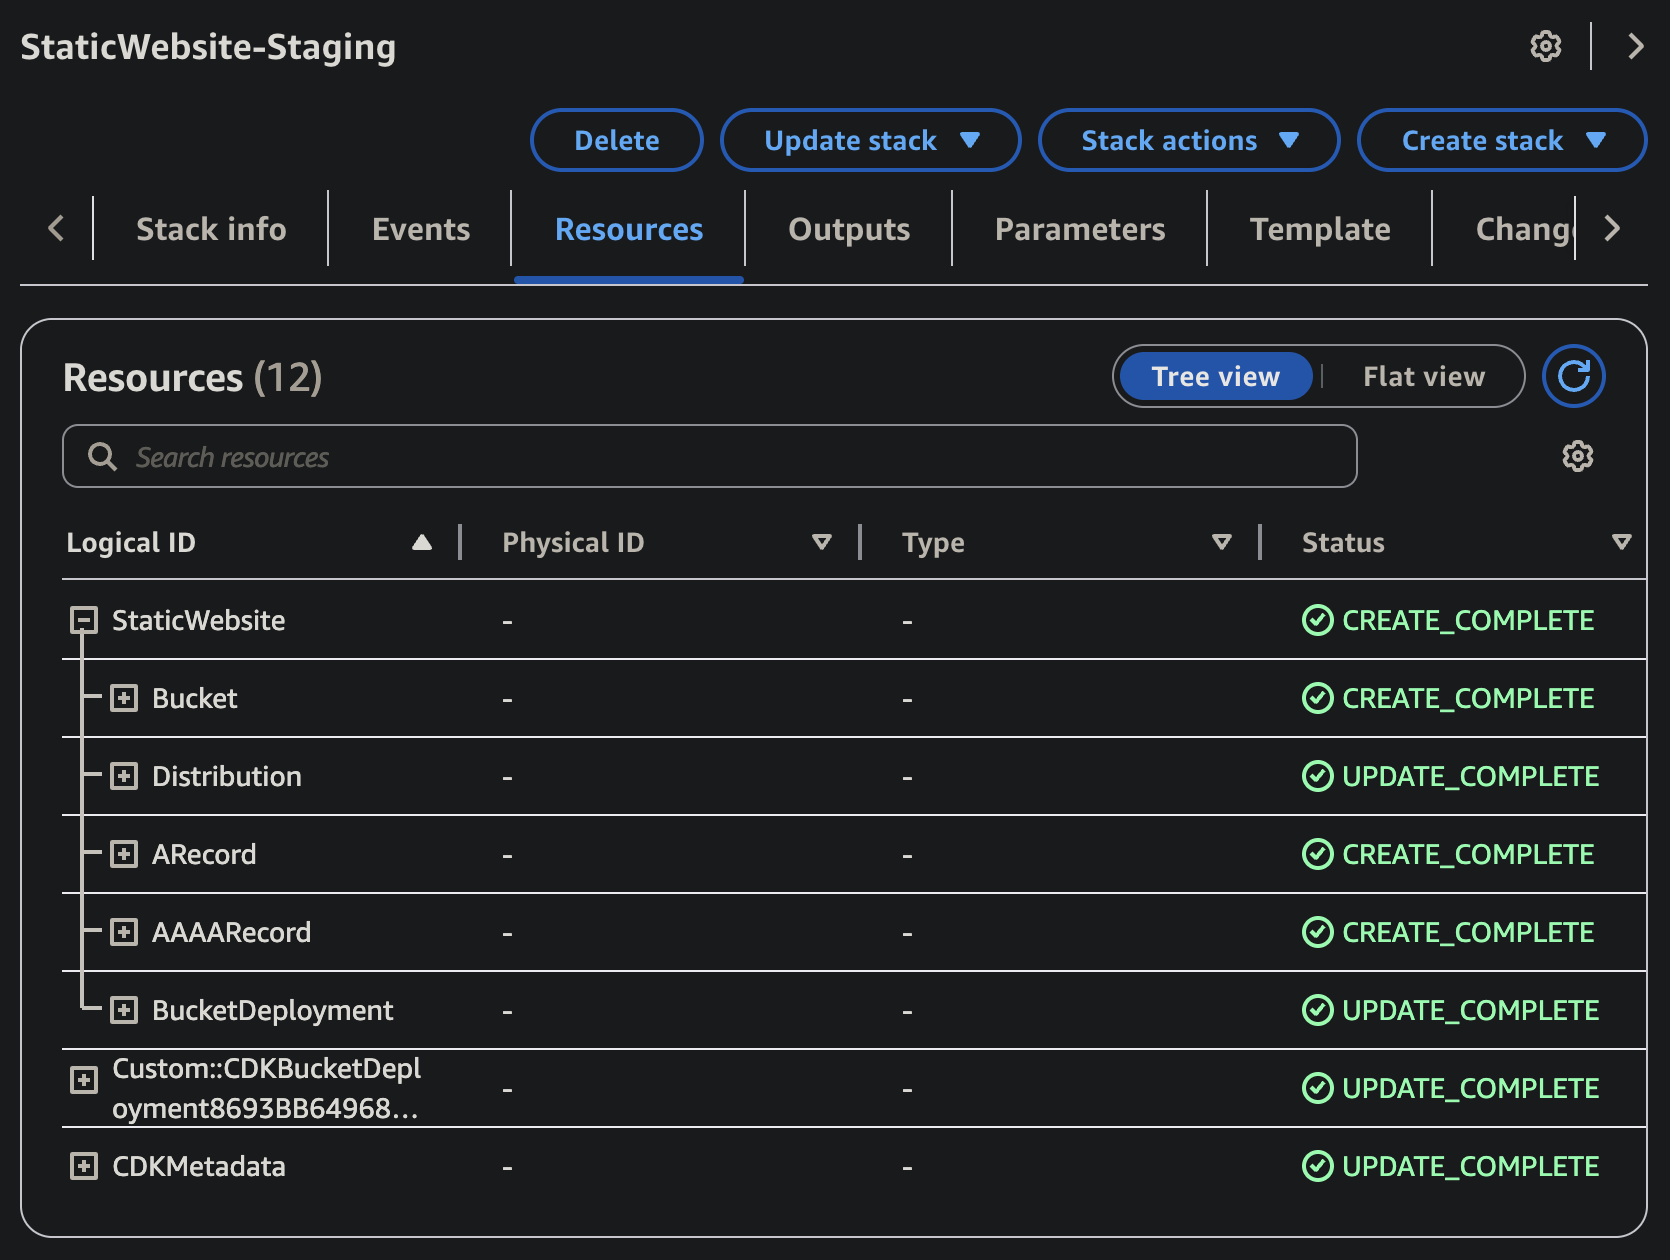 StaticWebsite-Staging
Delete
Update stack
Stack actions
Create stack
Stack info
Events
Resources
Outputs
Parameters
Template
Resources (12)
Tree view
Flat view
Search resources
Logical ID
Physical ID
Type
Status
StaticWebsite - - CREATE_COMPLETE
Bucket - - CREATE_COMPLETE
Distribution - - UPDATE_COMPLETE
ARecord - - CREATE_COMPLETE
AAAARecord - - CREATE_COMPLETE
BucketDeployment - - UPDATE_COMPLETE
Custom::CDKBucketDepl
oyment8693BB64968... - - UPDATE_COMPLETE
CDKMetadata - - UPDATE_COMPLETE